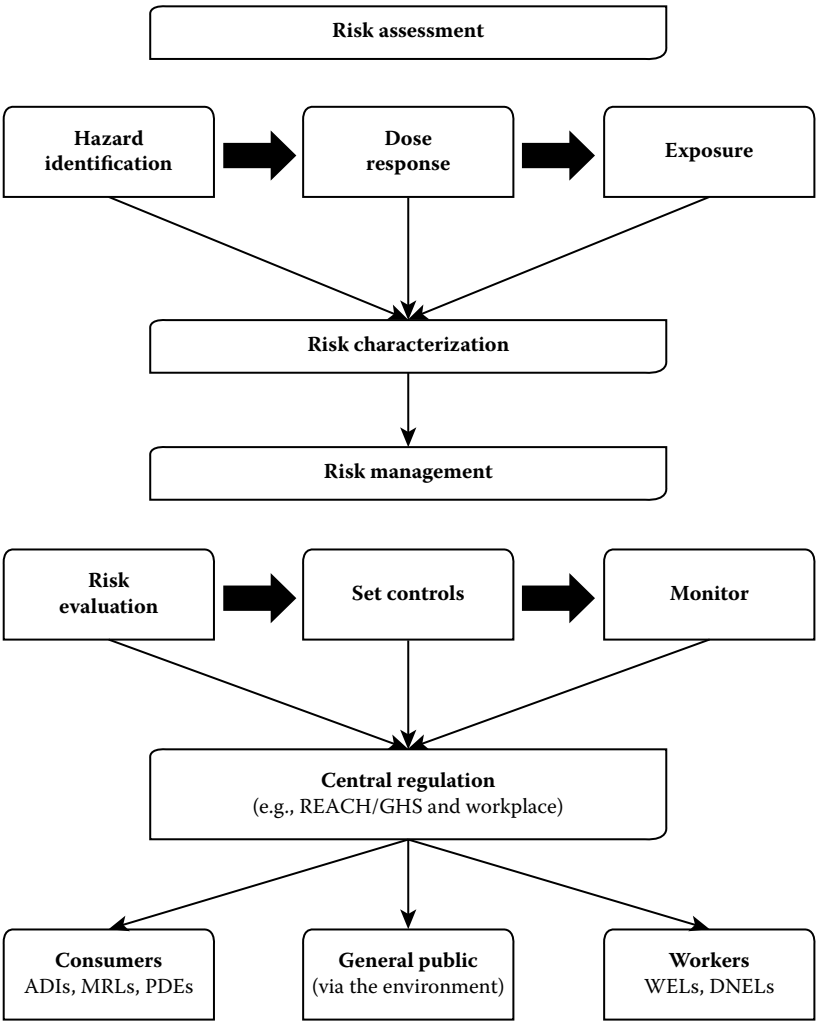 Risk assessment
Hazard
identification
Dose
response
Exposure
Risk characterization
Risk management
Risk
evaluation
Set controls
Monitor
Central regulation
(e.g., REACH/GHS and workplace)
Consumers
ADIs, MRLs, PDEs
General public
(via the environment)
Workers
WELs, DNELs